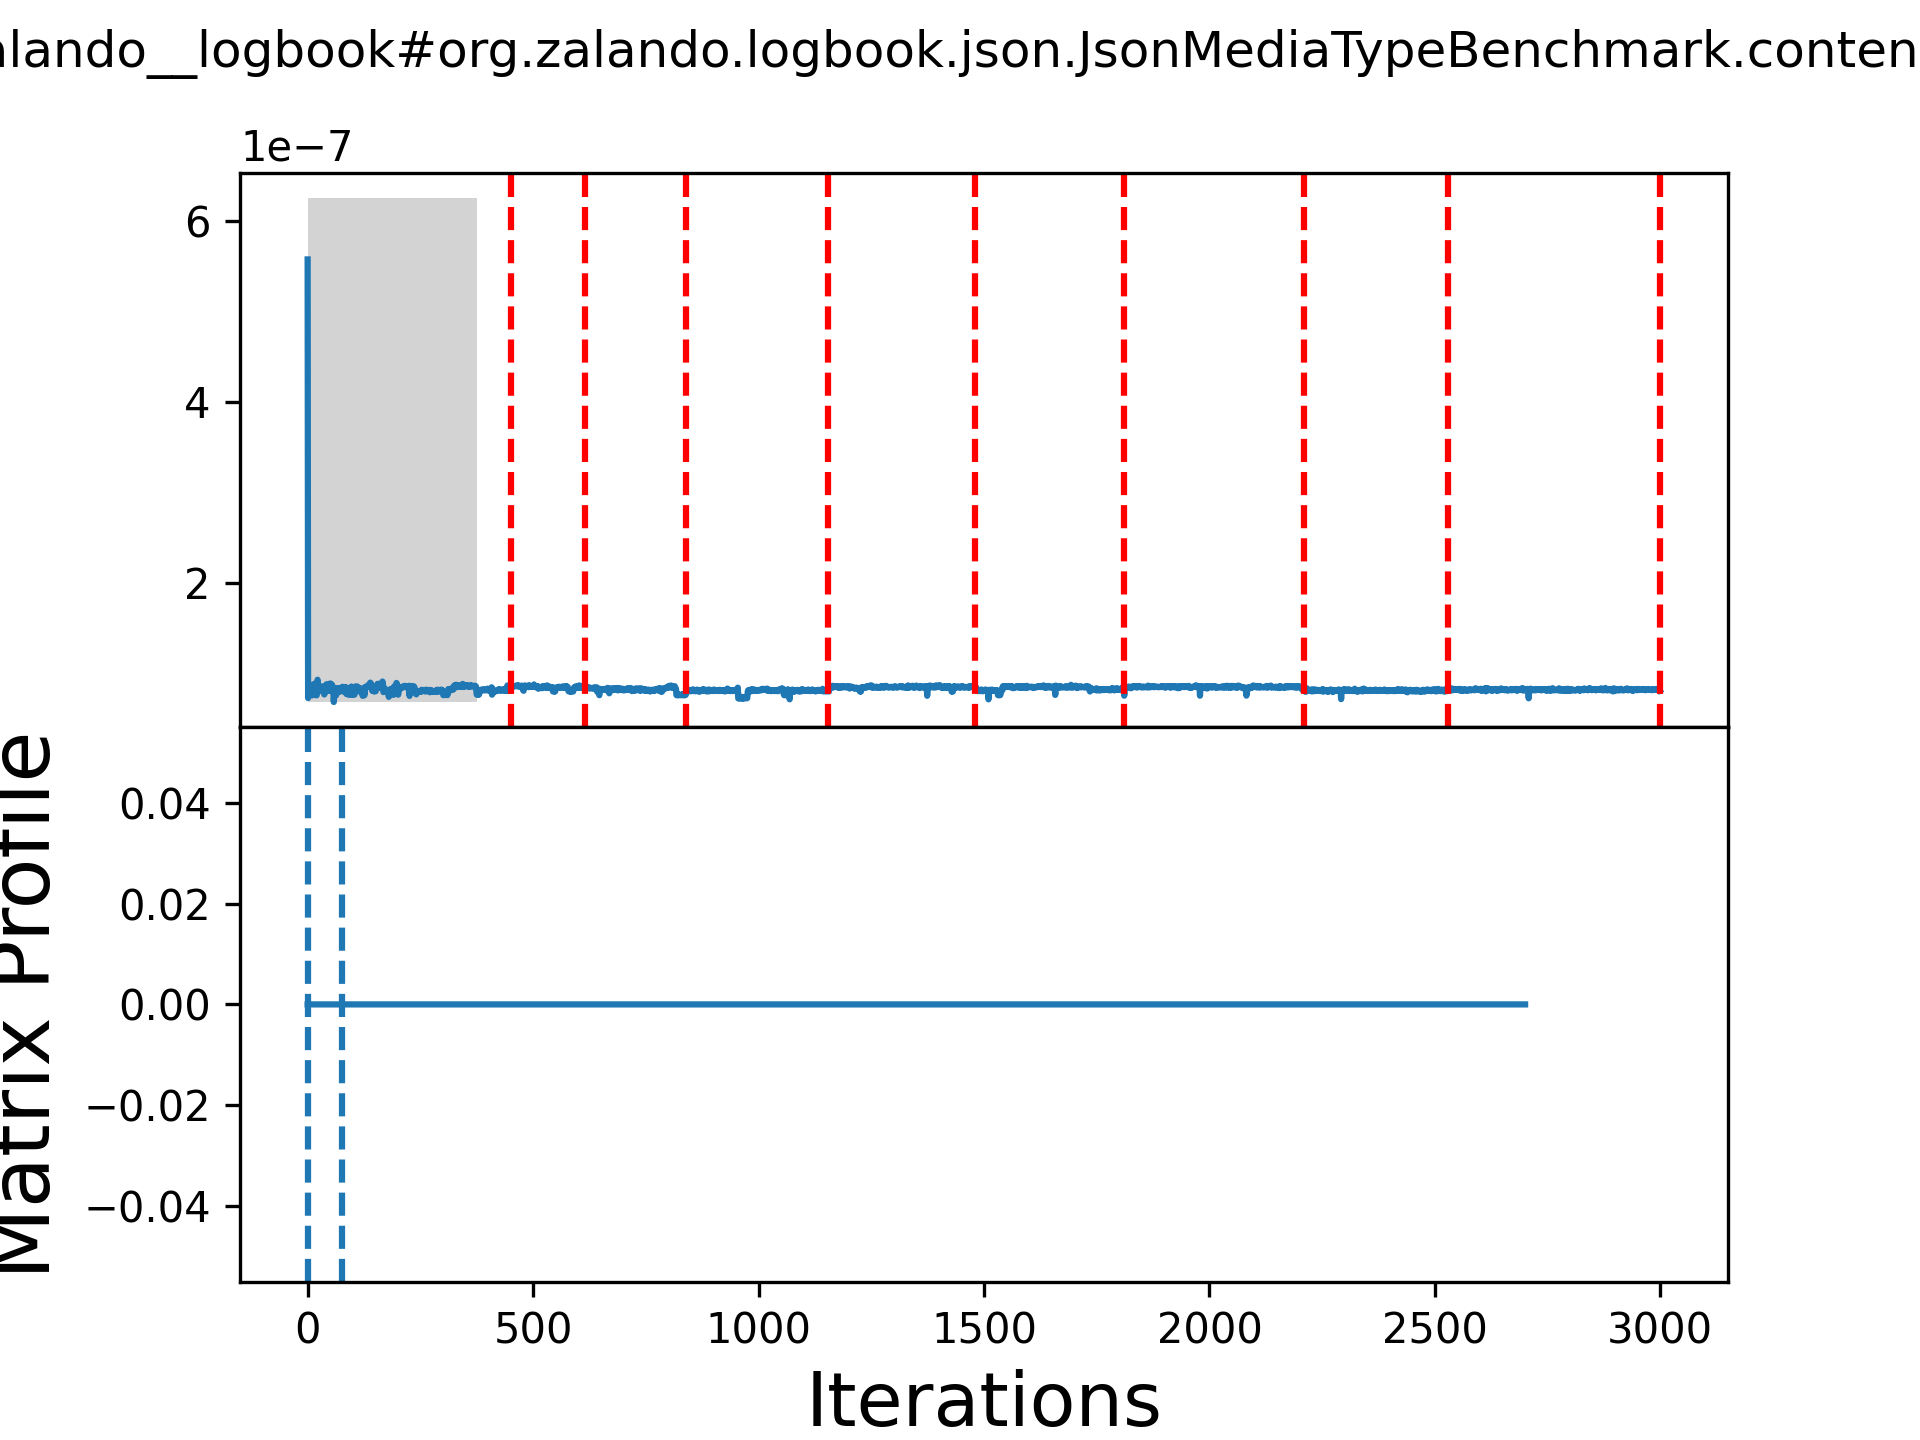 alando__logbook#org.zalando.logbook.json.JsonMediaTypeBenchmark.conten
1e−7
6
4
2
Matrix Profile
0.04
0.02
0.00
−0.02
−0.04
0 500 1000 1500 2000 2500 3000
Iterations